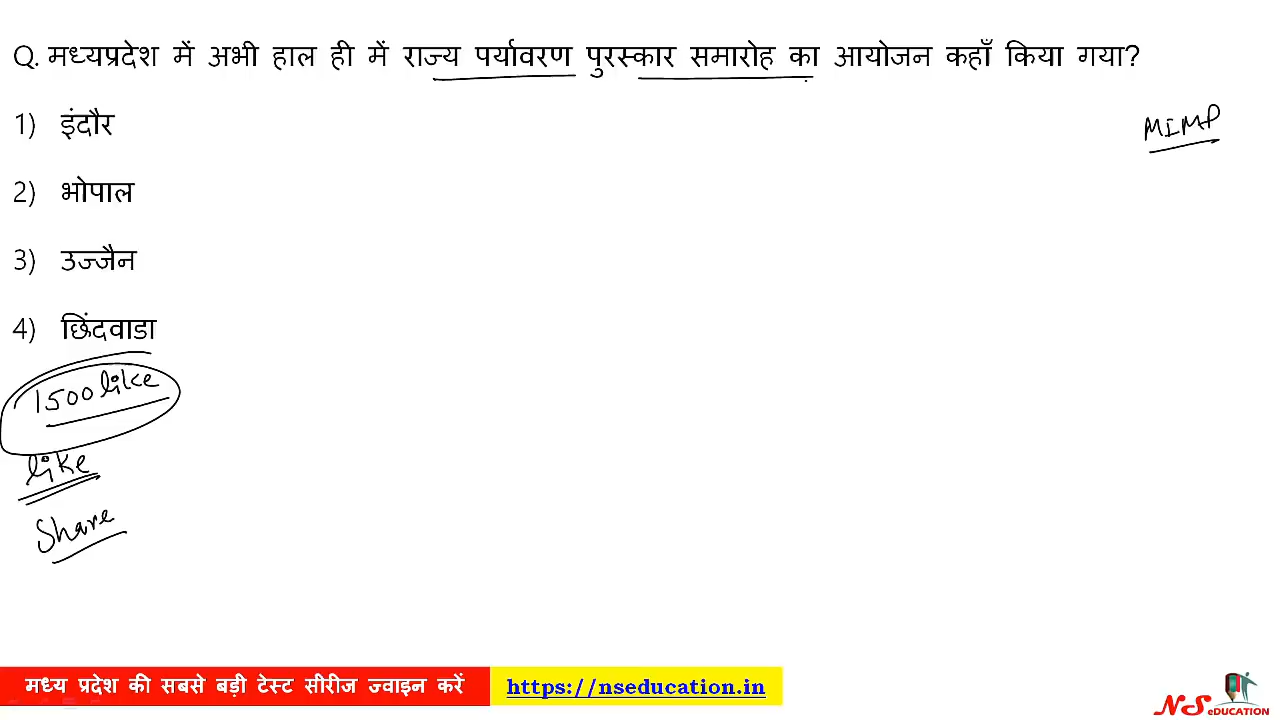 Q. मध्यप्रदेश में अभी हाल ही में राज्य पर्यावरण पुरस्कार समारोह का आयोजन कहाँ किया गया?
1) इंदौर
MIMP
2) भोपाल
3) उज्जैन
4) छिंदवाडा
1500 like
like
Share
मध्य प्रदेश की सबसे बड़ी टेस्ट सीरीज ज्वाइन करें https://nseducation.in
NS eDUCATION